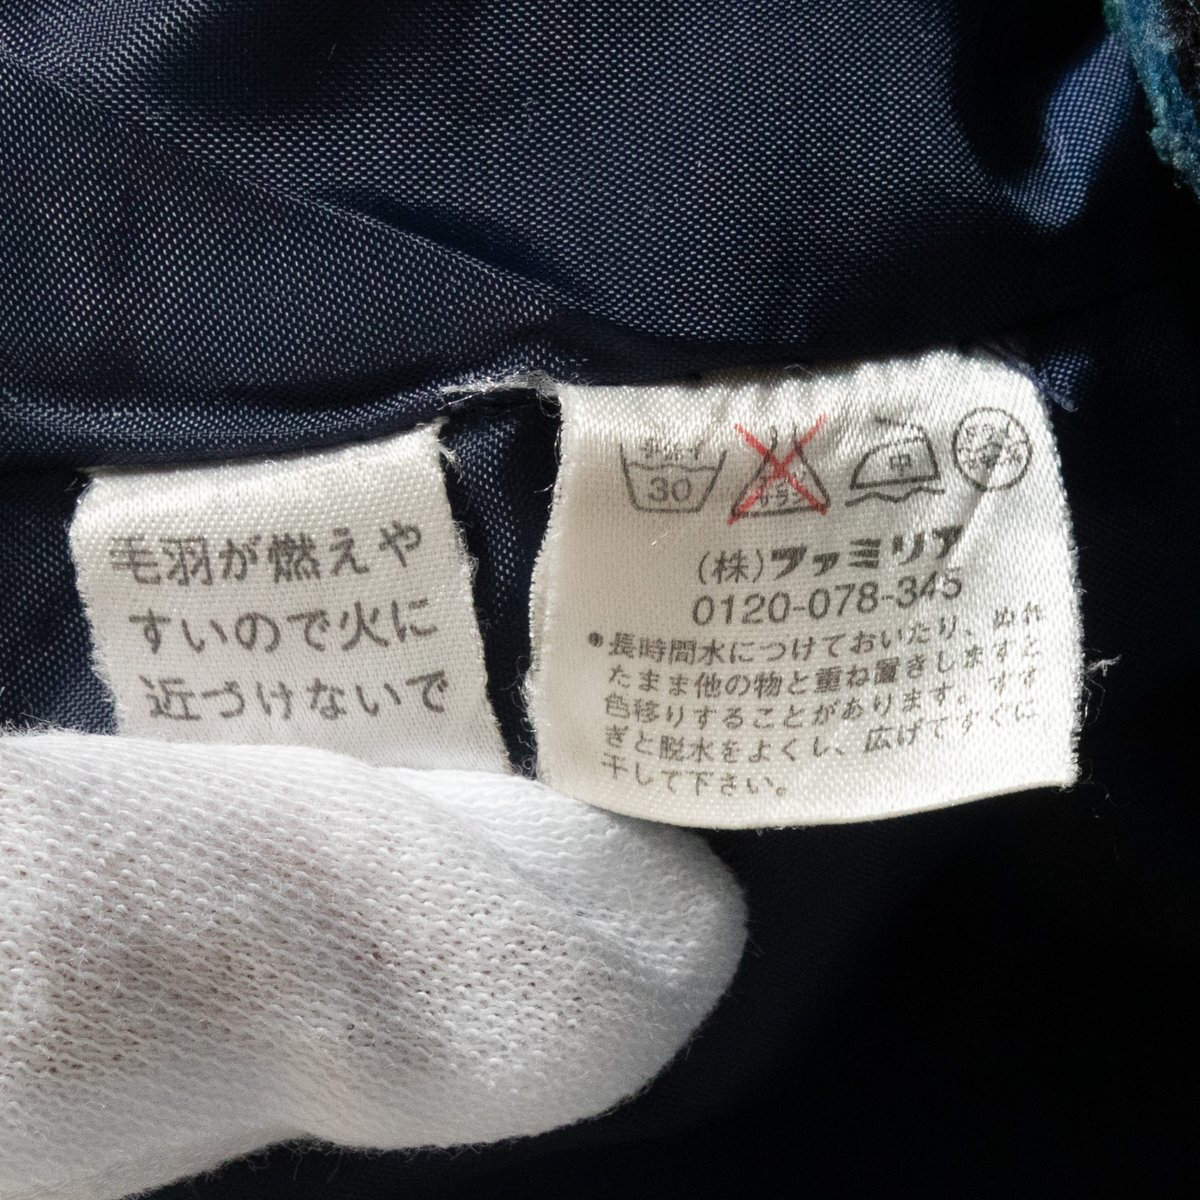 毛羽が燃えや
すいので火に
近づけないで
手洗イ
30
中
(株)ファミリア
0120-078-345
•長時間水につけておいたり、ぬれ
たまま他の物と重ね置きしますと
色移りすることがあります。すす
ぎと脱水をよくし、広げてすぐに
干して下さい。